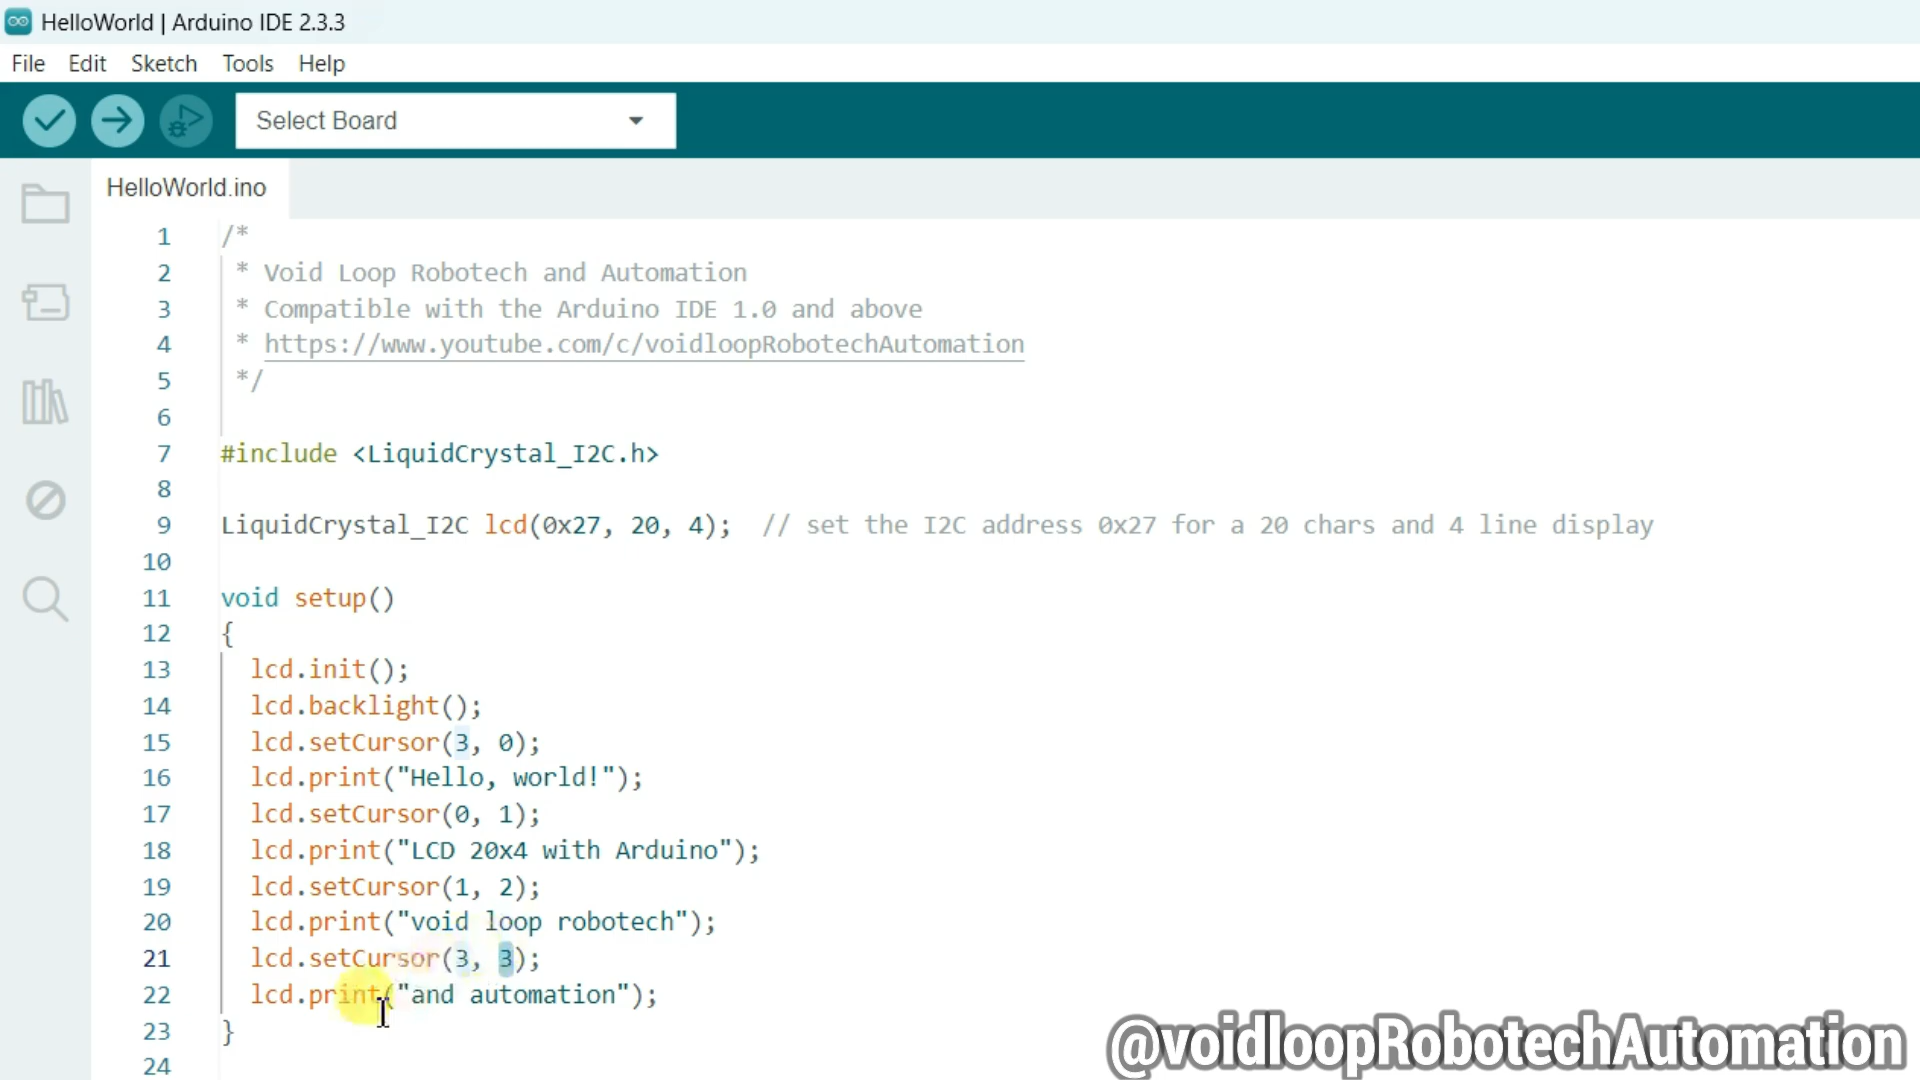 HelloWorld | Arduino IDE 2.3.3
File Edit Sketch Tools Help
Select Board
HelloWorld.ino
1 /*
2 * Void Loop Robotech and Automation
3 * Compatible with the Arduino IDE 1.0 and above
4 * https://www.youtube.com/c/voidloopRobotechAutomation
5 */
6
7 #include <LiquidCrystal_I2C.h>
8
9 LiquidCrystal_I2C lcd(0x27, 20, 4); // set the I2C address 0x27 for a 20 chars and 4 line display
10
11 void setup()
12 {
13 lcd.init();
14 lcd.backlight();
15 lcd.setCursor(3, 0);
16 lcd.print("Hello, world!");
17 lcd.setCursor(0, 1);
18 lcd.print("LCD 20x4 with Arduino");
19 lcd.setCursor(1, 2);
20 lcd.print("void loop robotech");
21 lcd.setCursor(3, 3);
22 lcd.print("and automation");
23 }
24
@voidloopRobotechAutomation